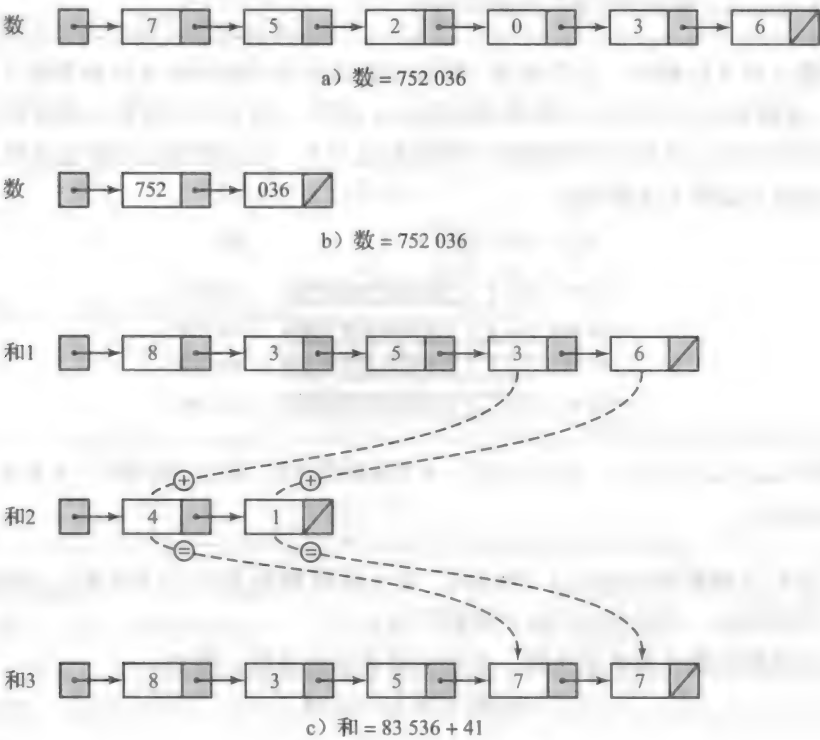 数 7 5 2 0 3 6
a) 数 = 752 036
数 752 036
b) 数 = 752 036
和1 8 3 5 3 6
+ +
和2 4 1
= =
和3 8 3 5 7 7
c) 和 = 83 536 + 41